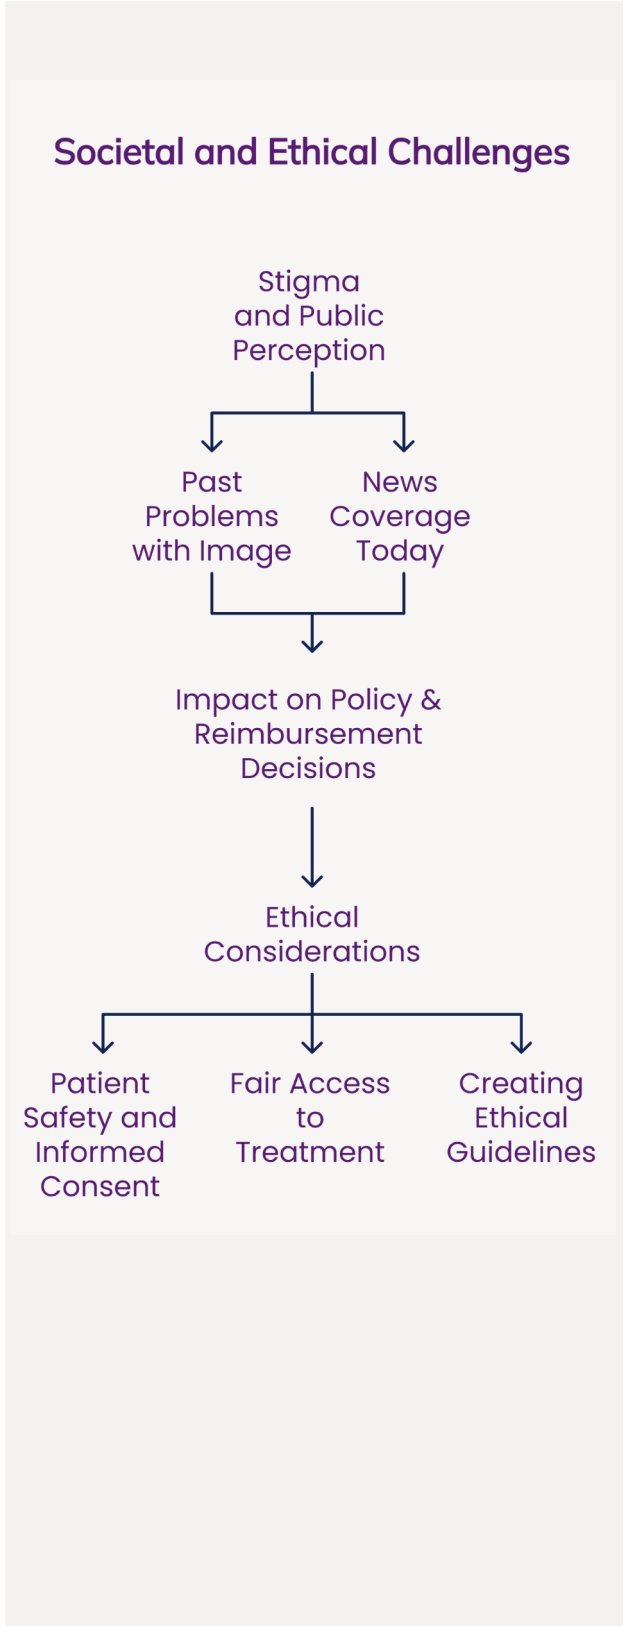 Societal and Ethical Challenges
Stigma
and Public
Perception
Past
Problems
with Image
News
Coverage
Today
Impact on Policy &
Reimbursement
Decisions
Ethical
Considerations
Patient
Safety and
Informed
Consent
Fair Access
to
Treatment
Creating
Ethical
Guidelines